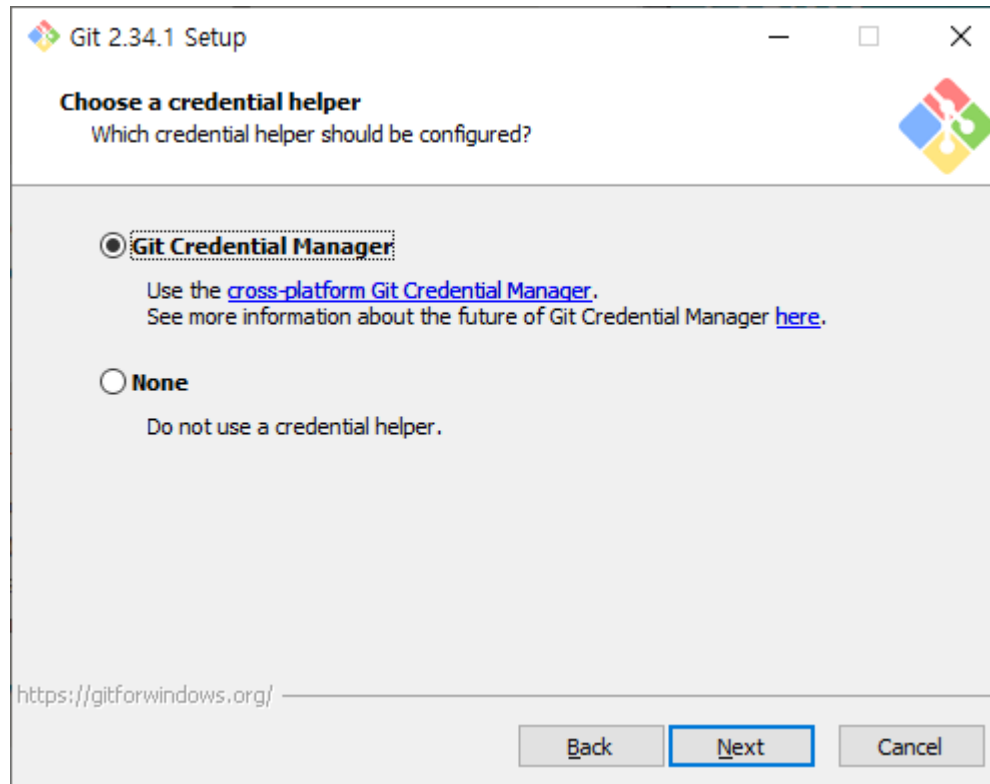 Git 2.34.1 Setup
Choose a credential helper
Which credential helper should be configured?
Git Credential Manager
Use the cross-platform Git Credential Manager.
See more information about the future of Git Credential Manager here.
None
Do not use a credential helper.
https://gitforwindows.org/
Back Next Cancel